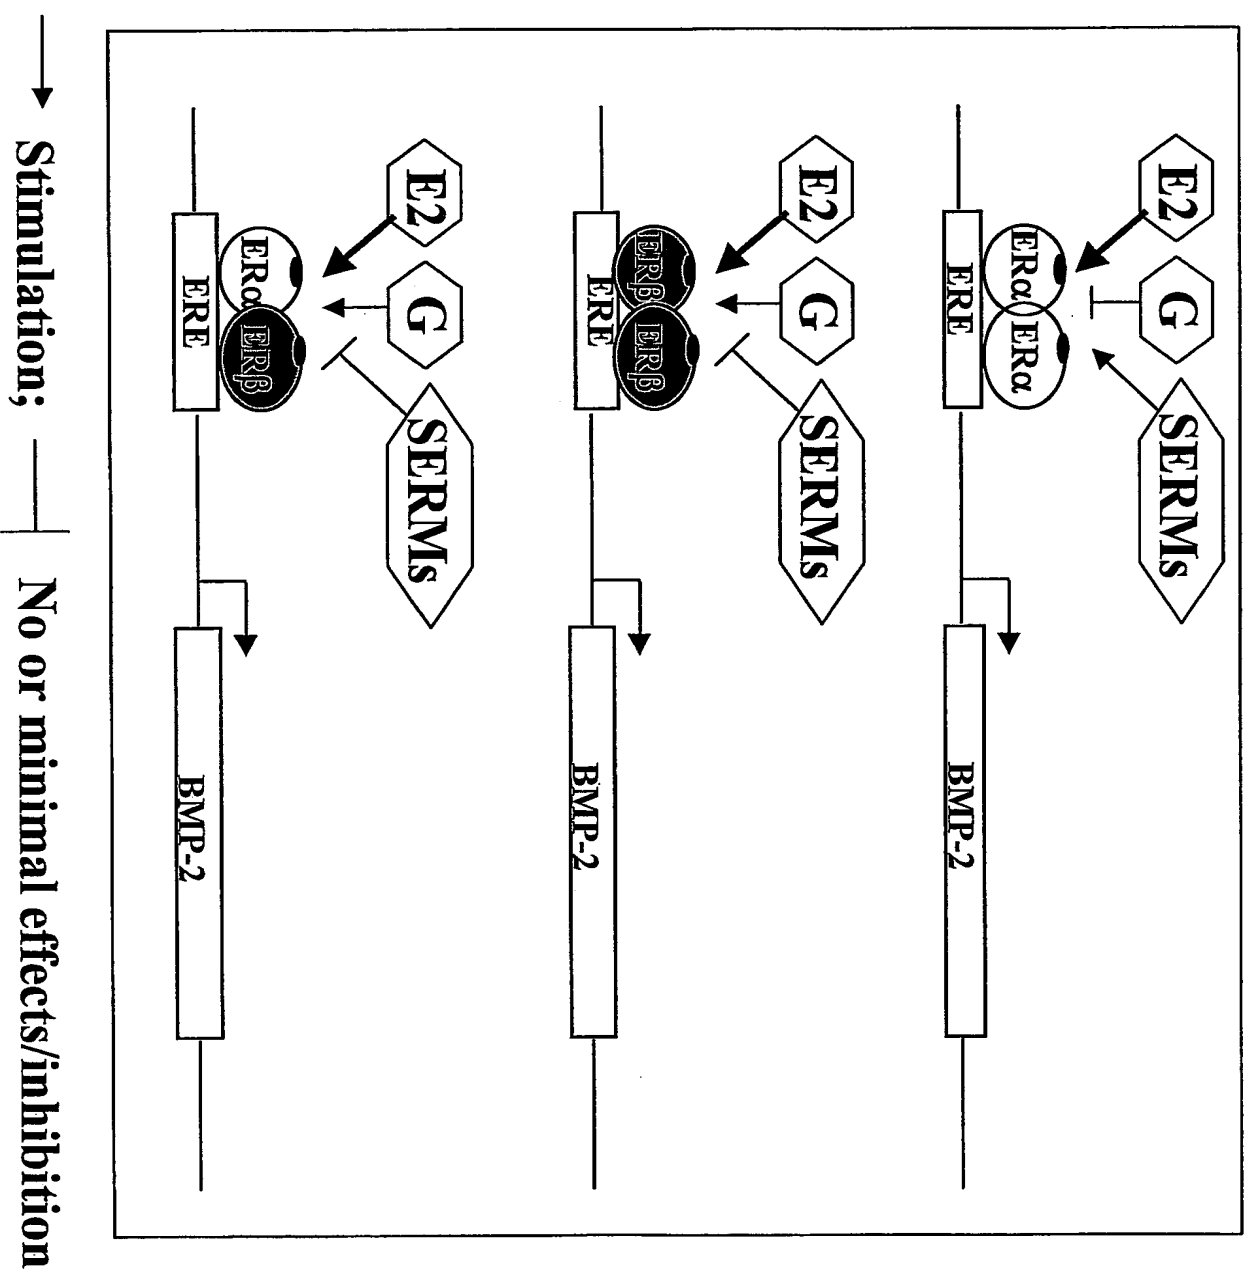 E2
G
SERMs
ERα
ERα
ERE
BMP-2
E2
G
SERMs
ERβ
ERβ
ERE
BMP-2
E2
G
SERMs
ERα
ERβ
ERE
BMP-2
Stimulation; No or minimal effects/inhibition